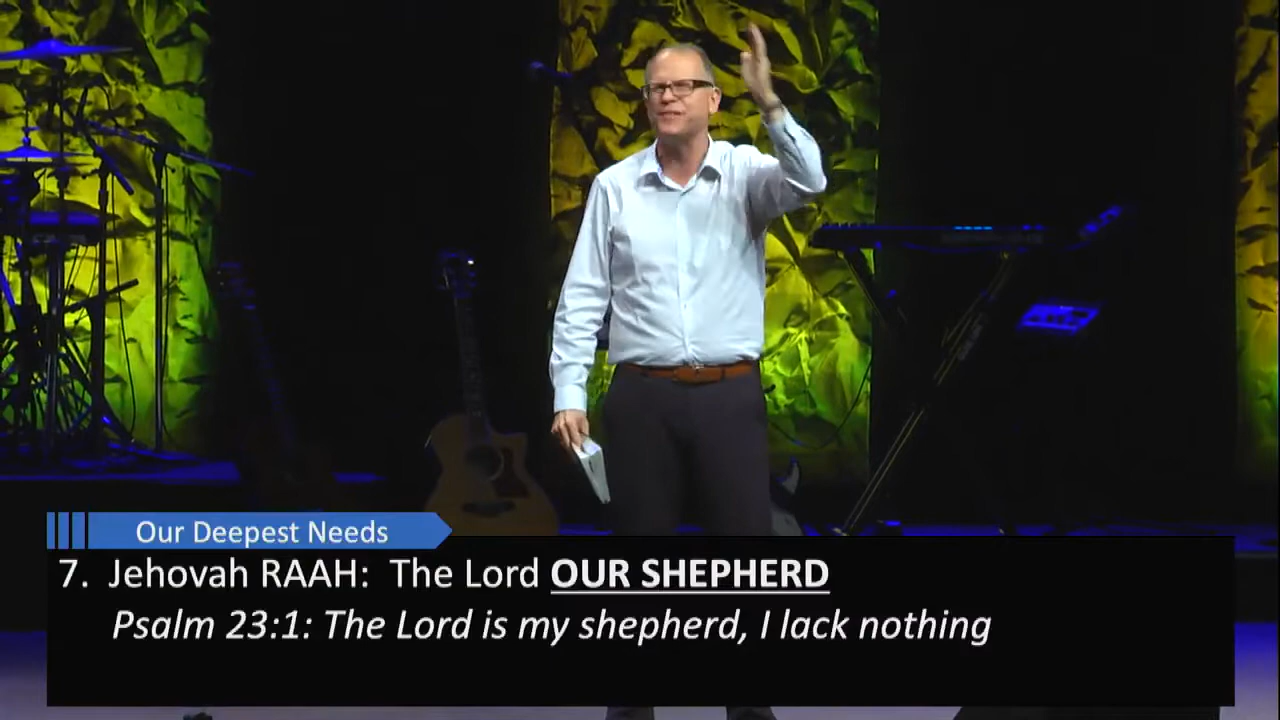 Our Deepest Needs
7. Jehovah RAAH: The Lord OUR SHEPHERD
Psalm 23:1: The Lord is my shepherd, I lack nothing